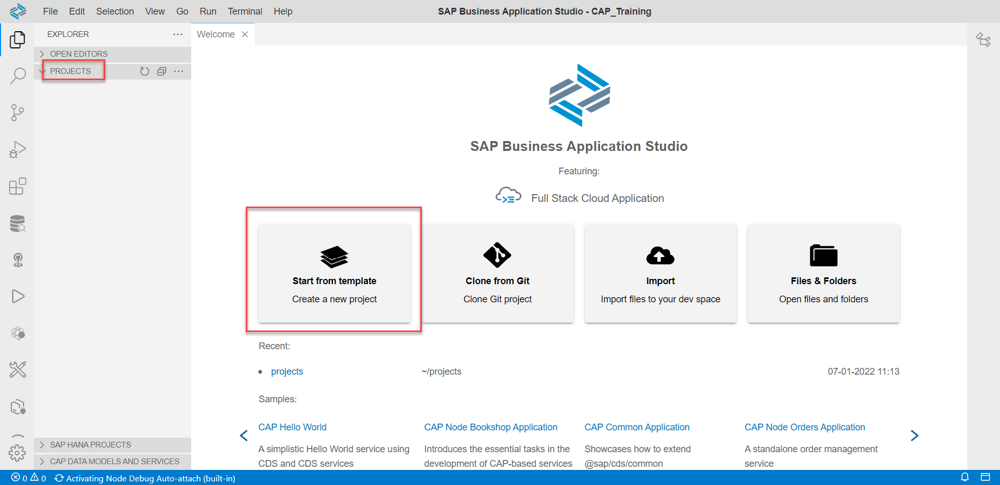 File Edit Selection View Go Run Terminal Help
SAP Business Application Studio - CAP_Training
EXPLORER
Welcome
OPEN EDITORS
PROJECTS
SAP Business Application Studio
Featuring:
Full Stack Cloud Application
Start from template
Create a new project
Clone from Git
Clone Git project
Import
Import files to your dev space
Files & Folders
Open files and folders
Recent:
projects ~/projects 07-01-2022 11:13
Samples:
CAP Hello World
A simplistic Hello World service using
CDS and CDS services
CAP Node Bookshop Application
Introduces the essential tasks in the
development of CAP-based services
CAP Common Application
Showcases how to extend
@sap/cds/common
CAP Node Orders Application
A standalone order management
service
SAP HANA PROJECTS
CAP DATA MODELS AND SERVICES
0 0 Activating Node Debug Auto-attach (built-in)